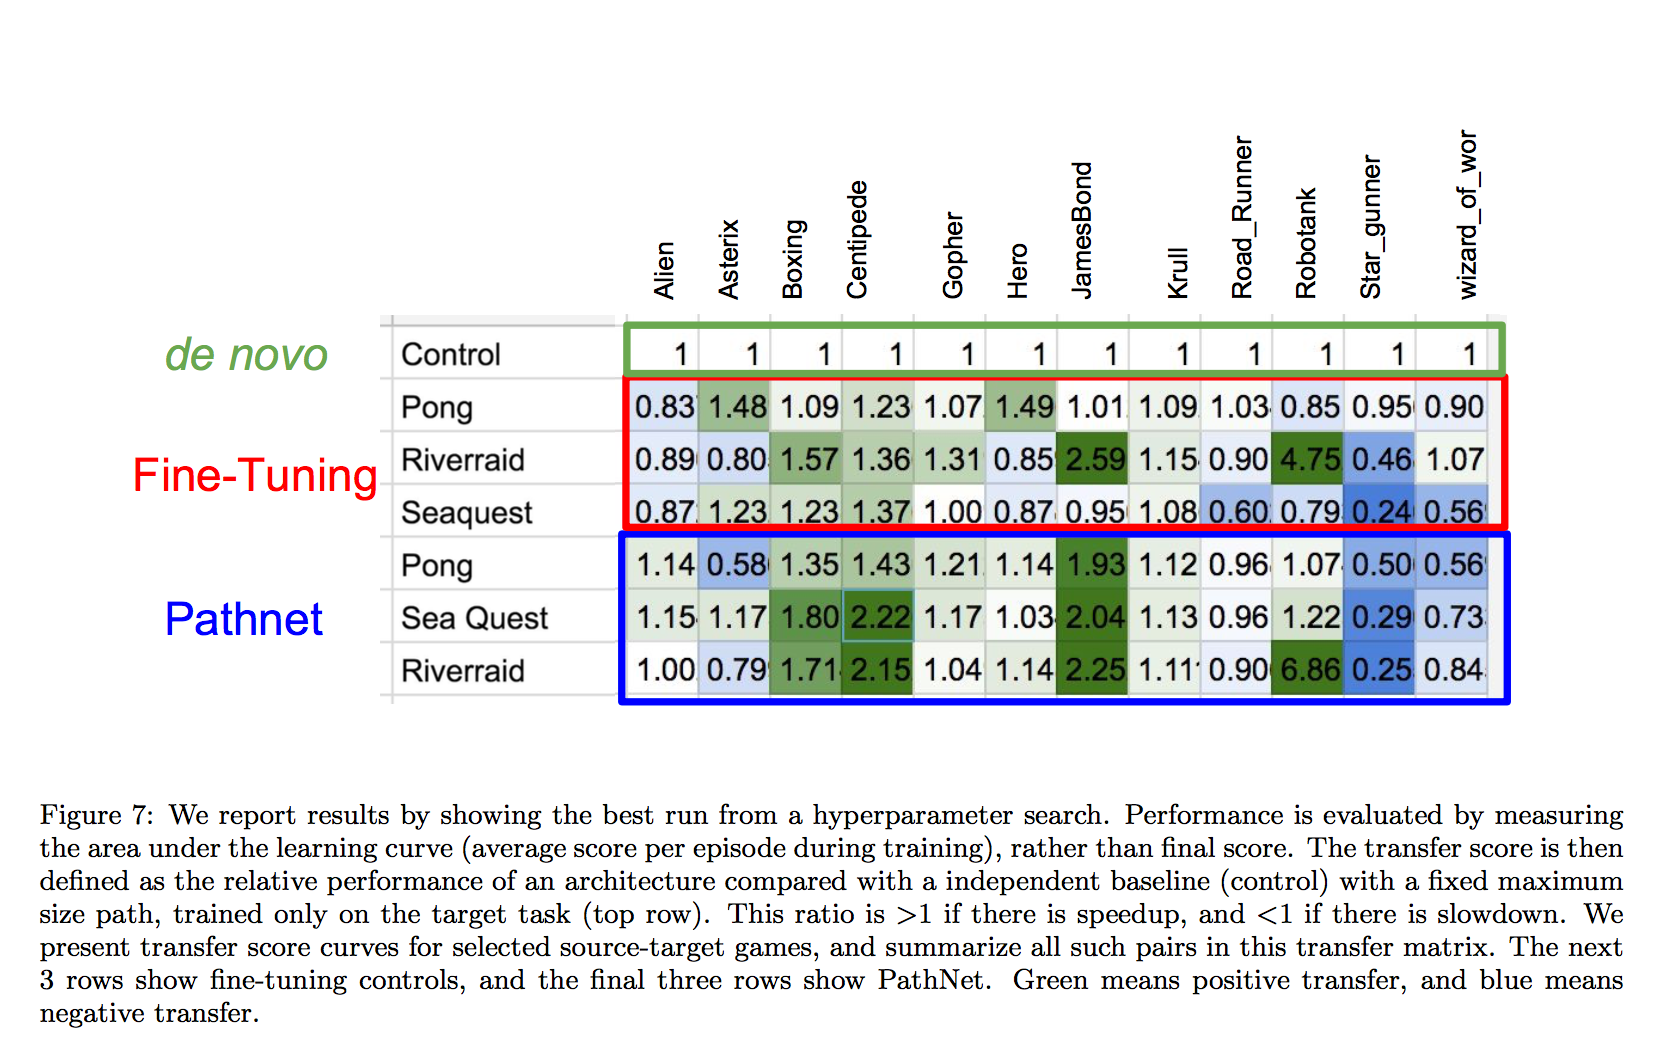 Alien Asterix Boxing Centipede Gopher Hero JamesBond Krull Road_Runner Robotank Star_gunner wizard_of_wor
de novo
Control 1 1 1 1 1 1 1 1 1 1 1 1
Fine-Tuning
Pong 0.83 1.48 1.09 1.23 1.07 1.49 1.01 1.09 1.03 0.85 0.95 0.90
Riverraid 0.89 0.80 1.57 1.36 1.31 0.85 2.59 1.15 0.90 4.75 0.46 1.07
Seaquest 0.87 1.23 1.23 1.37 1.00 0.87 0.95 1.08 0.60 0.79 0.24 0.56
Pathnet
Pong 1.14 0.58 1.35 1.43 1.21 1.14 1.93 1.12 0.96 1.07 0.50 0.56
Sea Quest 1.15 1.17 1.80 2.22 1.17 1.03 2.04 1.13 0.96 1.22 0.29 0.73
Riverraid 1.00 0.79 1.71 2.15 1.04 1.14 2.25 1.11 0.90 6.86 0.25 0.84
Figure 7: We report results by showing the best run from a hyperparameter search. Performance is evaluated by measuring
the area under the learning curve (average score per episode during training), rather than final score. The transfer score is then
defined as the relative performance of an architecture compared with a independent baseline (control) with a fixed maximum
size path, trained only on the target task (top row). This ratio is >1 if there is speedup, and <1 if there is slowdown. We
present transfer score curves for selected source-target games, and summarize all such pairs in this transfer matrix. The next
3 rows show fine-tuning controls, and the final three rows show PathNet. Green means positive transfer, and blue means
negative transfer.